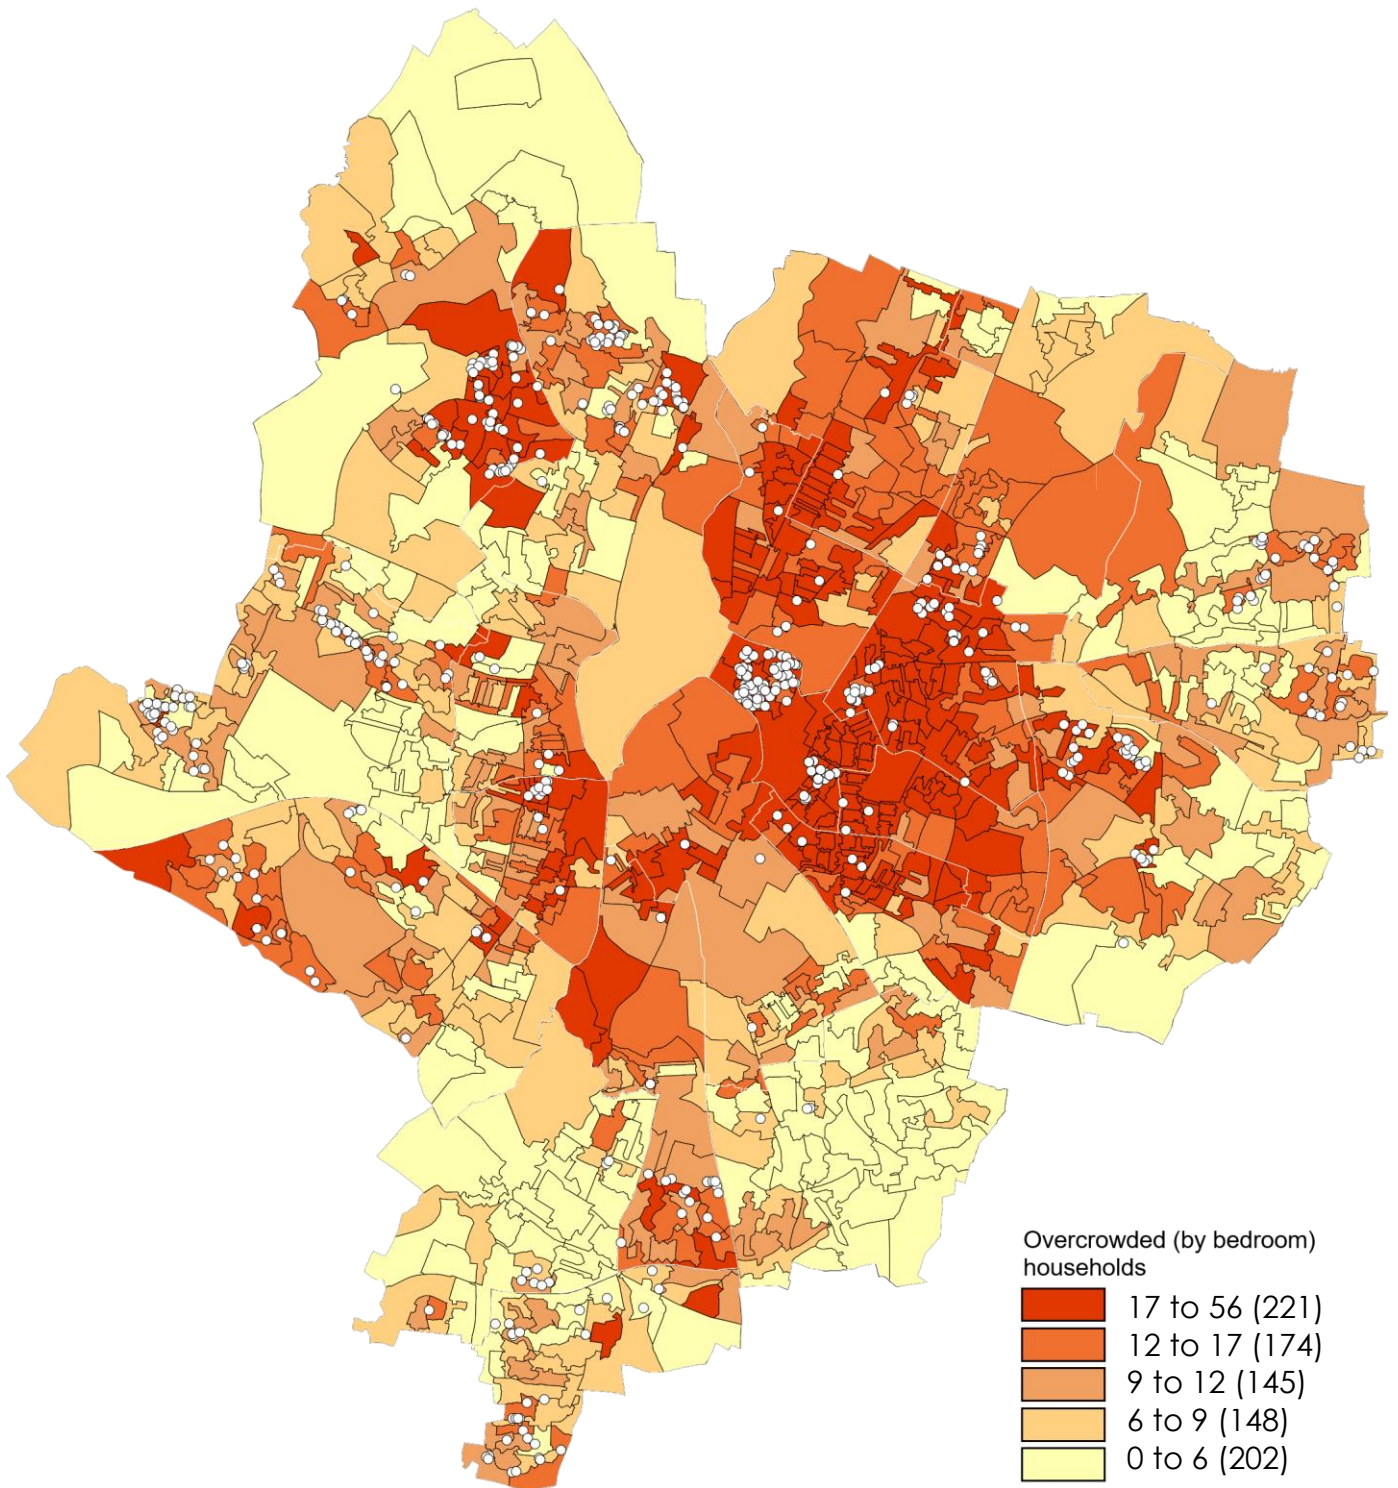 Overcrowded (by bedroom)
households
17 to 56 (221)
12 to 17 (174)
9 to 12 (145)
6 to 9 (148)
0 to 6 (202)